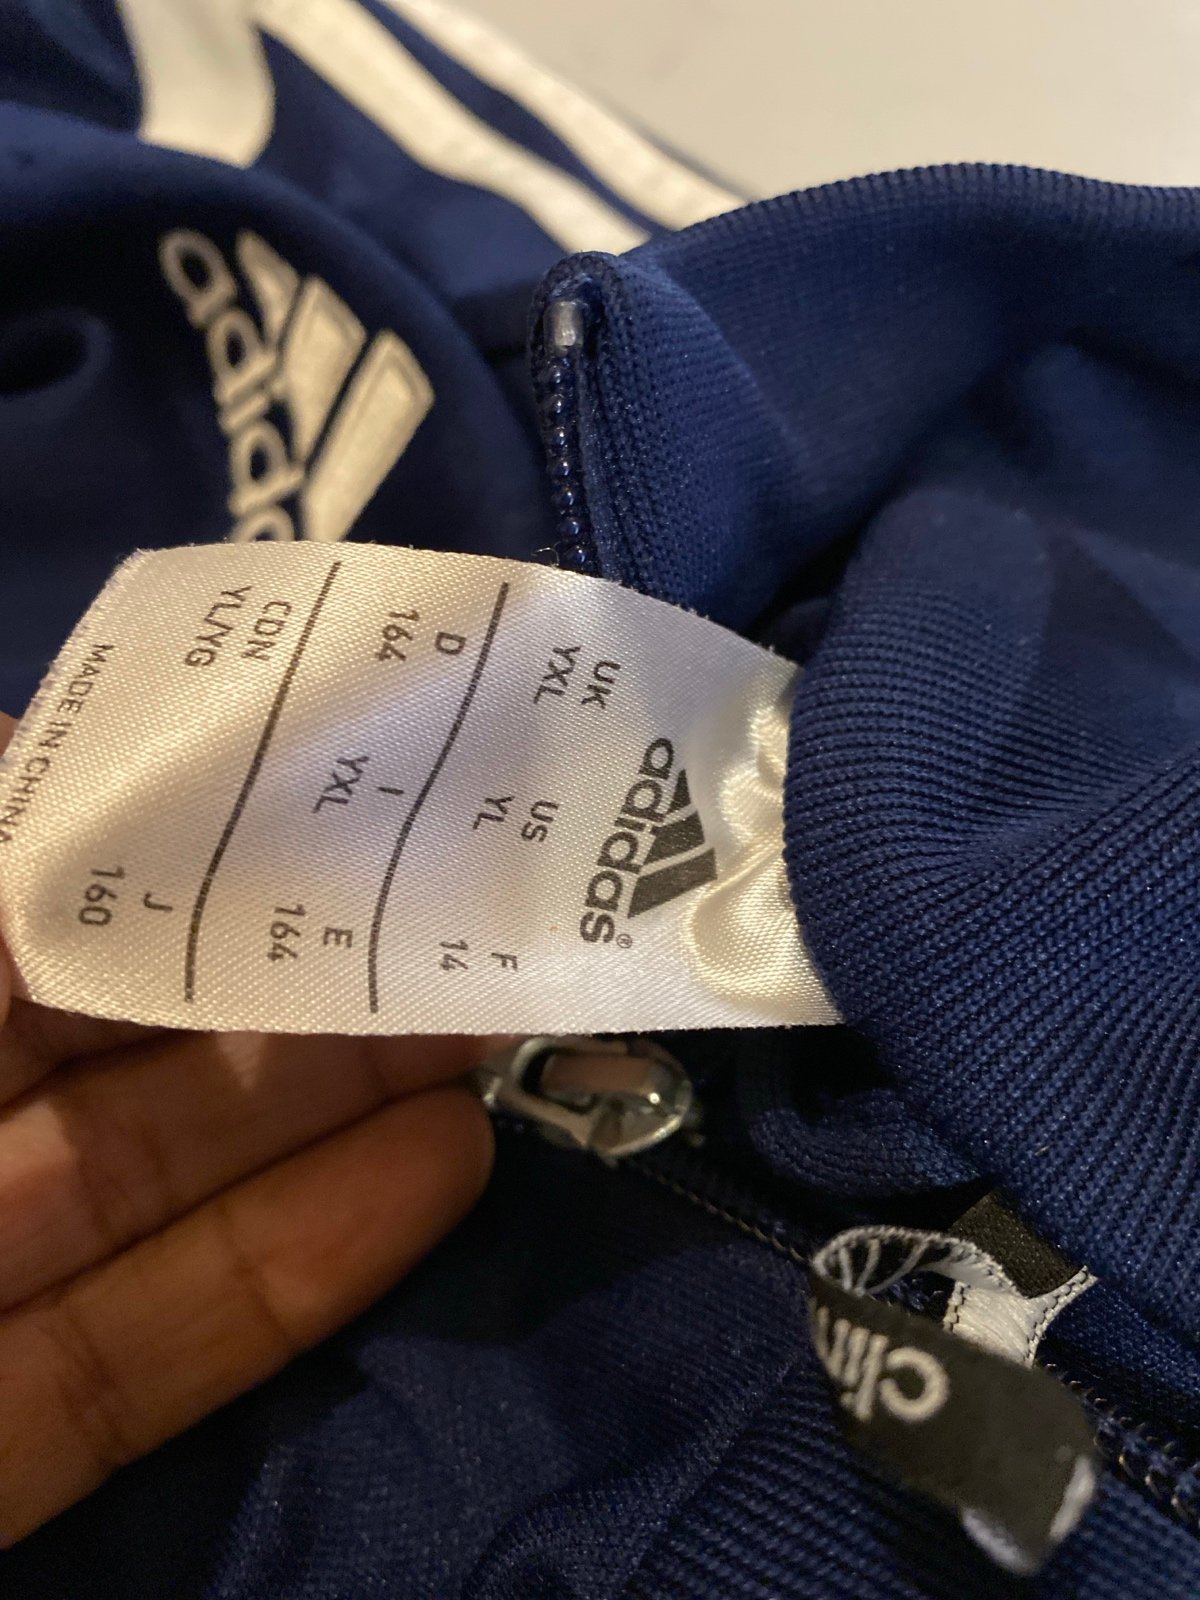 adidas
adidas®
UK US F
YXL YL 14
D I E
164 YXL 164
CDN J
YL/YG 160
MADE IN CHINA